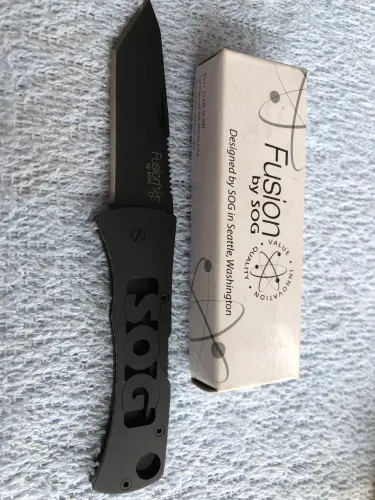 Fusion
by SOG
SOG
Fusion
by SOG
Designed by SOG in Seattle, Washington
• VALUE • INNOVATION • QUALITY